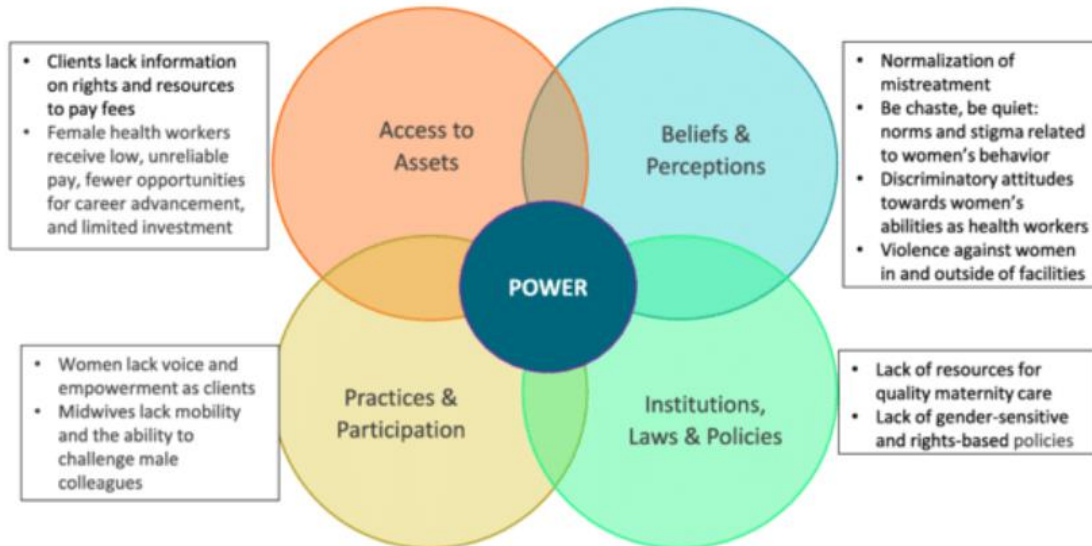 • Clients lack information
on rights and resources
to pay fees
• Female health workers
receive low, unreliable
pay, fewer opportunities
for career advancement,
and limited investment
Access to
Assets
Beliefs &
Perceptions
• Normalization of
mistreatment
• Be chaste, be quiet:
norms and stigma related
to women's behavior
• Discriminatory attitudes
towards women's
abilities as health workers
• Violence against women
in and outside of facilities
POWER
• Women lack voice and
empowerment as clients
• Midwives lack mobility
and the ability to
challenge male
colleagues
Practices &
Participation
Institutions,
Laws & Policies
• Lack of resources for
quality maternity care
• Lack of gender-sensitive
and rights-based policies